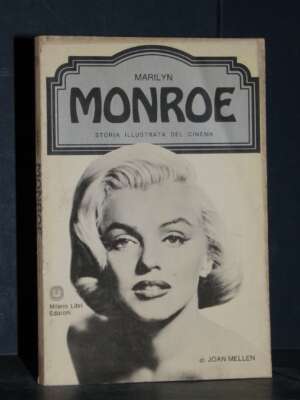 MARILYN
MONROE
STORIA ILLUSTRATA DEL CINEMA
MONROE
Milano Libri
Edizioni
di JOAN MELLEN